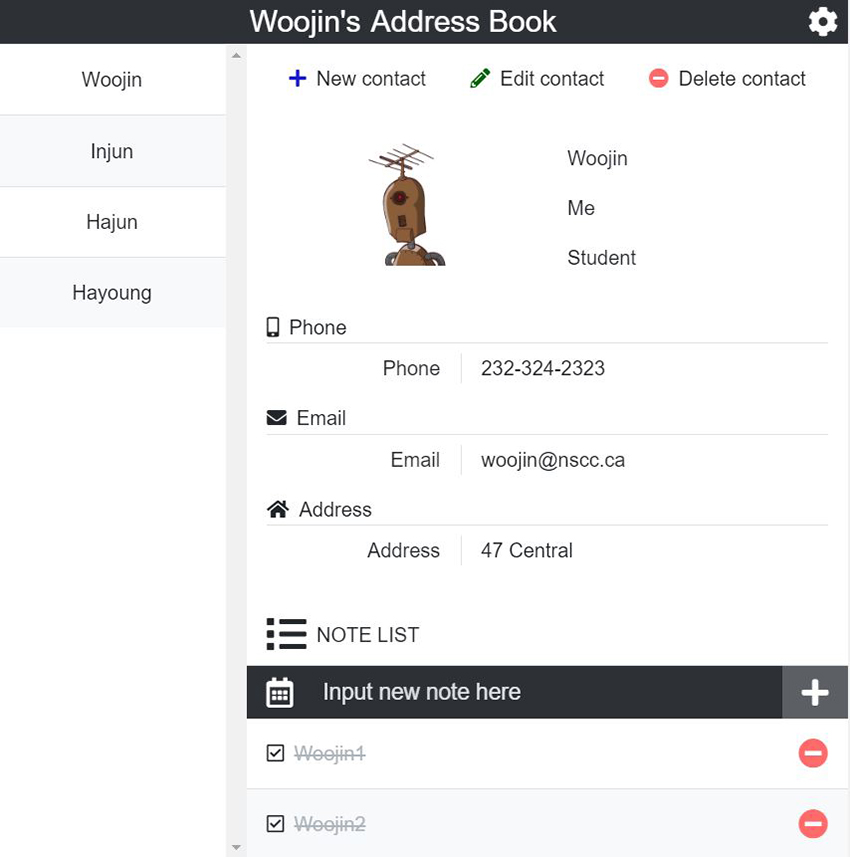 Woojin's Address Book
Woojin
Injun
Hajun
Hayoung
New contact Edit contact Delete contact
Woojin
Me
Student
Phone
Phone 232-324-2323
Email
Email woojin@nscc.ca
Address
Address 47 Central
NOTE LIST
Input new note here
Woojin1
Woojin2